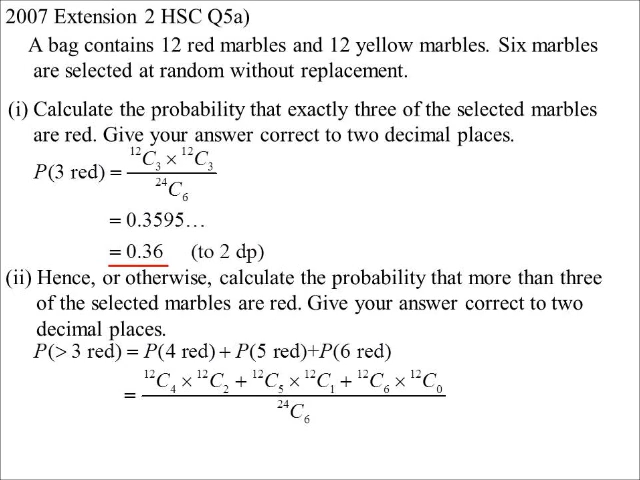 2007 Extension 2 HSC Q5a)
A bag contains 12 red marbles and 12 yellow marbles. Six marbles
are selected at random without replacement.
(i) Calculate the probability that exactly three of the selected marbles
are red. Give your answer correct to two decimal places.
P(3 red) = (¹²C₃ × ¹²C₃) / ²⁴C₆
= 0.3595…
= 0.36 (to 2 dp)
(ii) Hence, or otherwise, calculate the probability that more than three
of the selected marbles are red. Give your answer correct to two
decimal places.
P(> 3 red) = P(4 red) + P(5 red)+P(6 red)
= (¹²C₄ × ¹²C₂ + ¹²C₅ × ¹²C₁ + ¹²C₆ × ¹²C₀) / ²⁴C₆